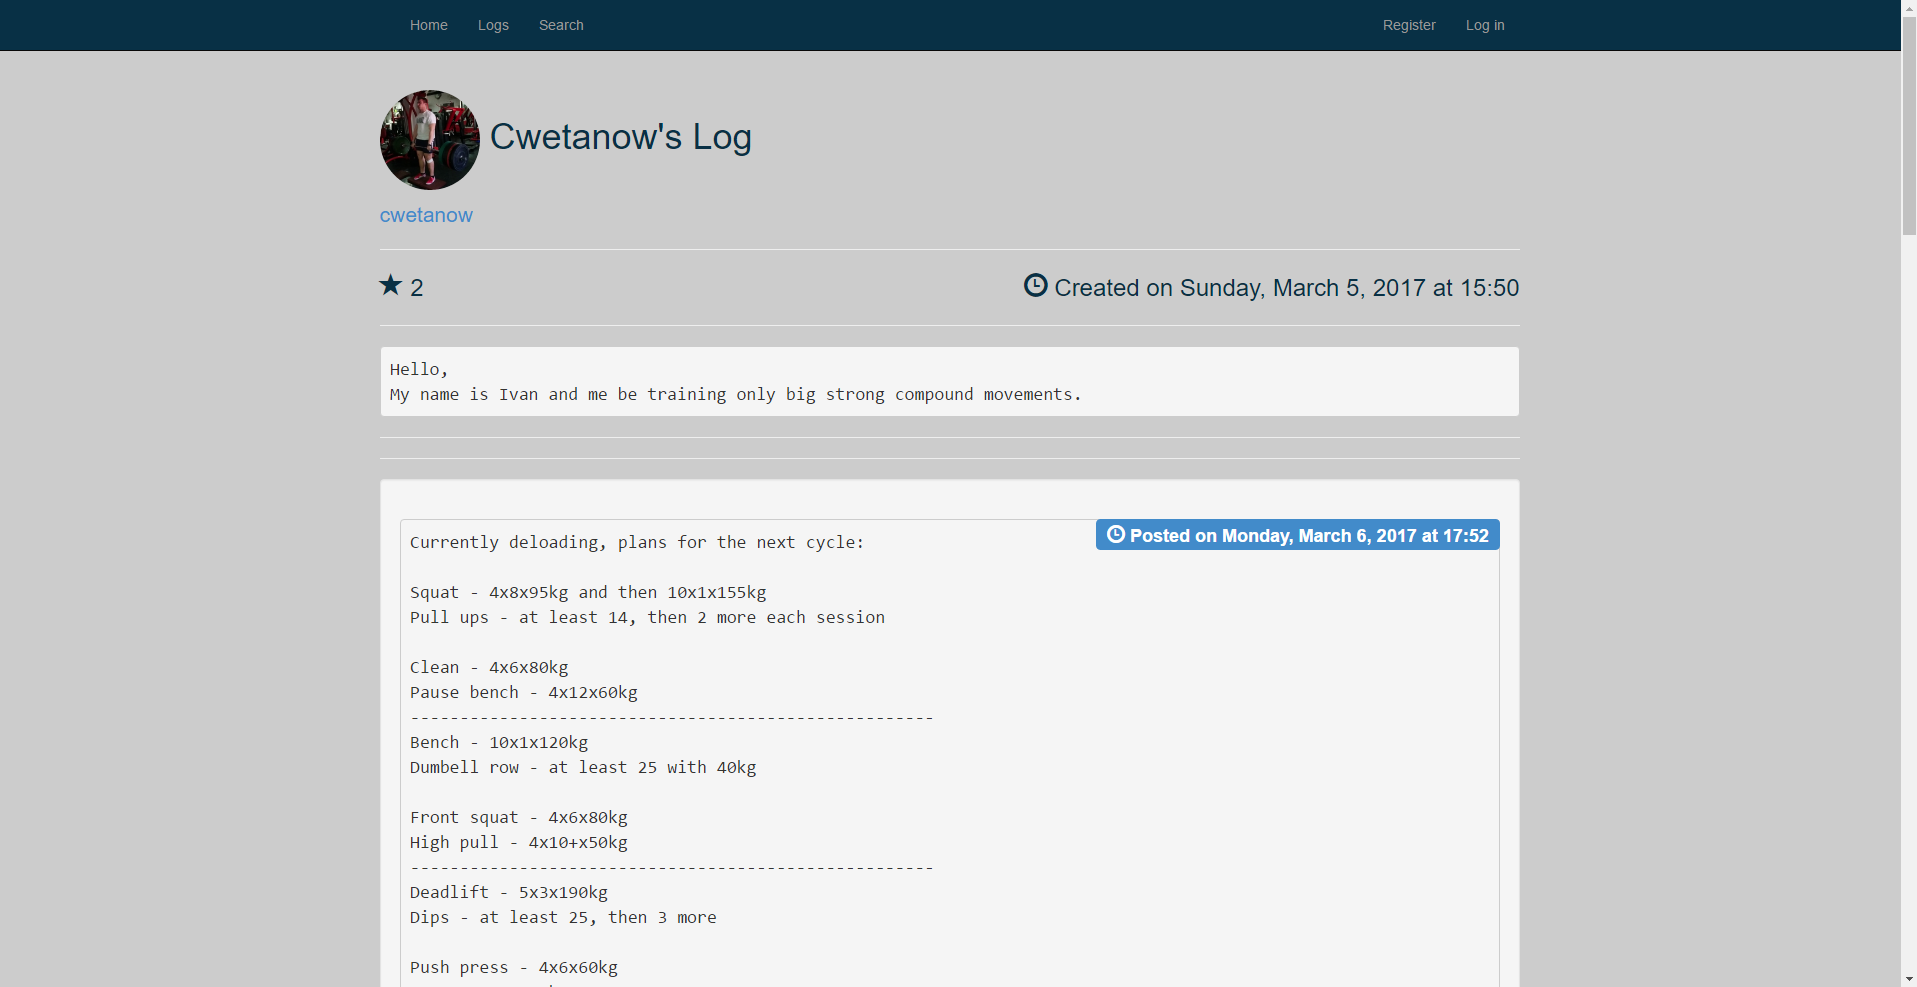 Home Logs Search Register Log in
Cwetanow's Log
cwetanow
2 Created on Sunday, March 5, 2017 at 15:50
Hello,
My name is Ivan and me be training only big strong compound movements.
Posted on Monday, March 6, 2017 at 17:52
Currently deloading, plans for the next cycle:
Squat - 4x8x95kg and then 10x1x155kg
Pull ups - at least 14, then 2 more each session
Clean - 4x6x80kg
Pause bench - 4x12x60kg
-----------------------------------------------------
Bench - 10x1x120kg
Dumbell row - at least 25 with 40kg
Front squat - 4x6x80kg
High pull - 4x10+x50kg
-----------------------------------------------------
Deadlift - 5x3x190kg
Dips - at least 25, then 3 more
Push press - 4x6x60kg